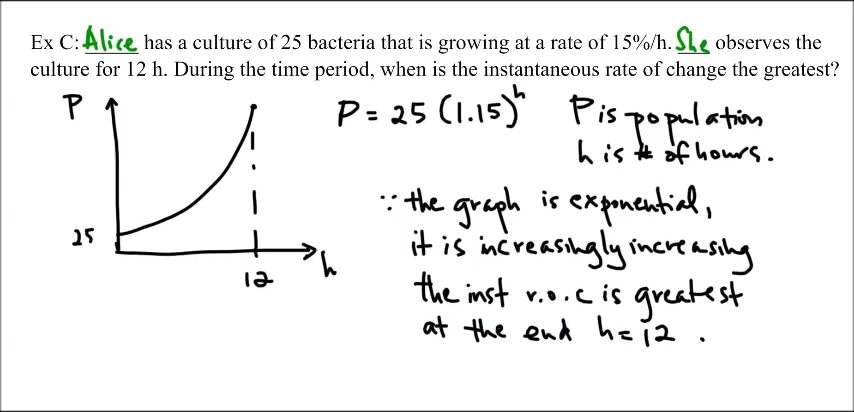 Ex C: Alice has a culture of 25 bacteria that is growing at a rate of 15%/h. She observes the
culture for 12 h. During the time period, when is the instantaneous rate of change the greatest?
P
25
12
h
P = 25 (1.15)^h
P is population
h is # of hours.
∵ the graph is exponential,
it is increasingly increasing
the inst r.o.c is greatest
at the end h = 12 .